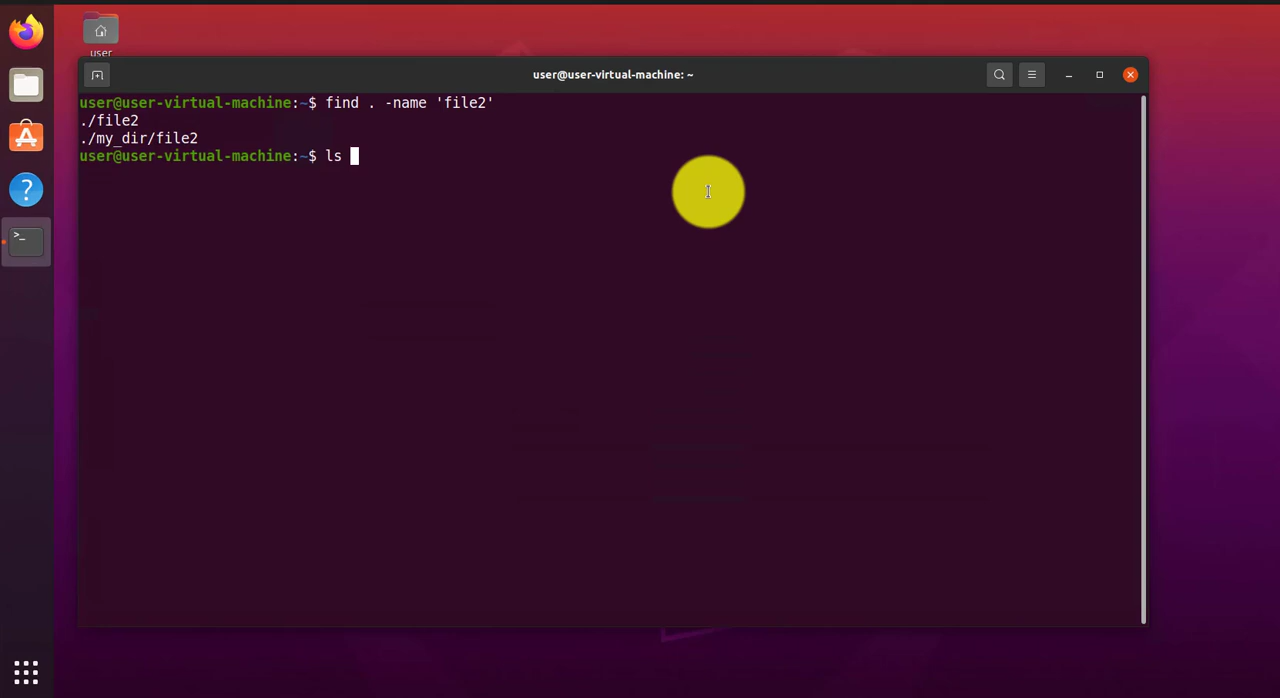 user
user@user-virtual-machine: ~
user@user-virtual-machine:~$ find . -name 'file2'
./file2
./my_dir/file2
user@user-virtual-machine:~$ ls